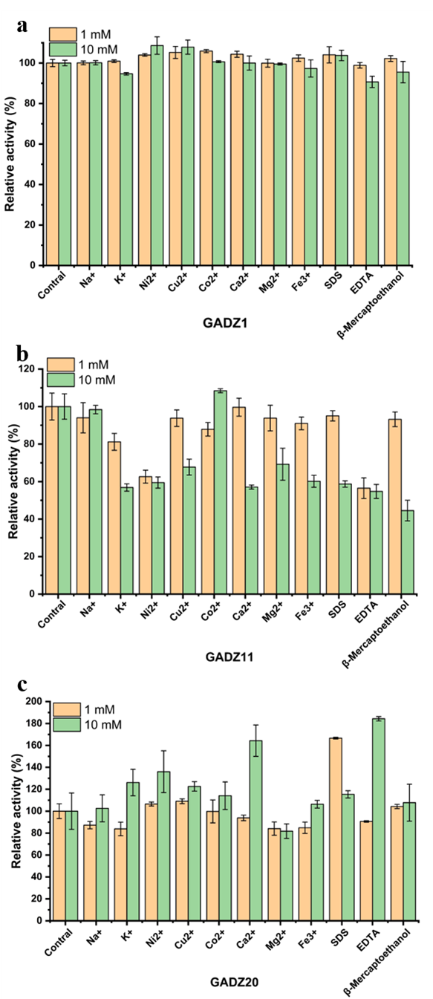 a
1 mM
10 mM
100
80
60
40
20
0
Relative activity (%)
Contral
Na+
K+
Ni2+
Cu2+
Co2+
Ca2+
Mg2+
Fe3+
SDS
EDTA
β-Mercaptoethanol
GADZ1
b
1 mM
10 mM
120
100
80
60
40
20
0
Relative activity (%)
Contral
Na+
K+
Ni2+
Cu2+
Co2+
Ca2+
Mg2+
Fe3+
SDS
EDTA
β-Mercaptoethanol
GADZ11
c
1 mM
10 mM
200
180
160
140
120
100
80
60
40
20
0
Relative activity (%)
Contral
Na+
K+
Ni2+
Cu2+
Co2+
Ca2+
Mg2+
Fe3+
SDS
EDTA
β-Mercaptoethanol
GADZ20